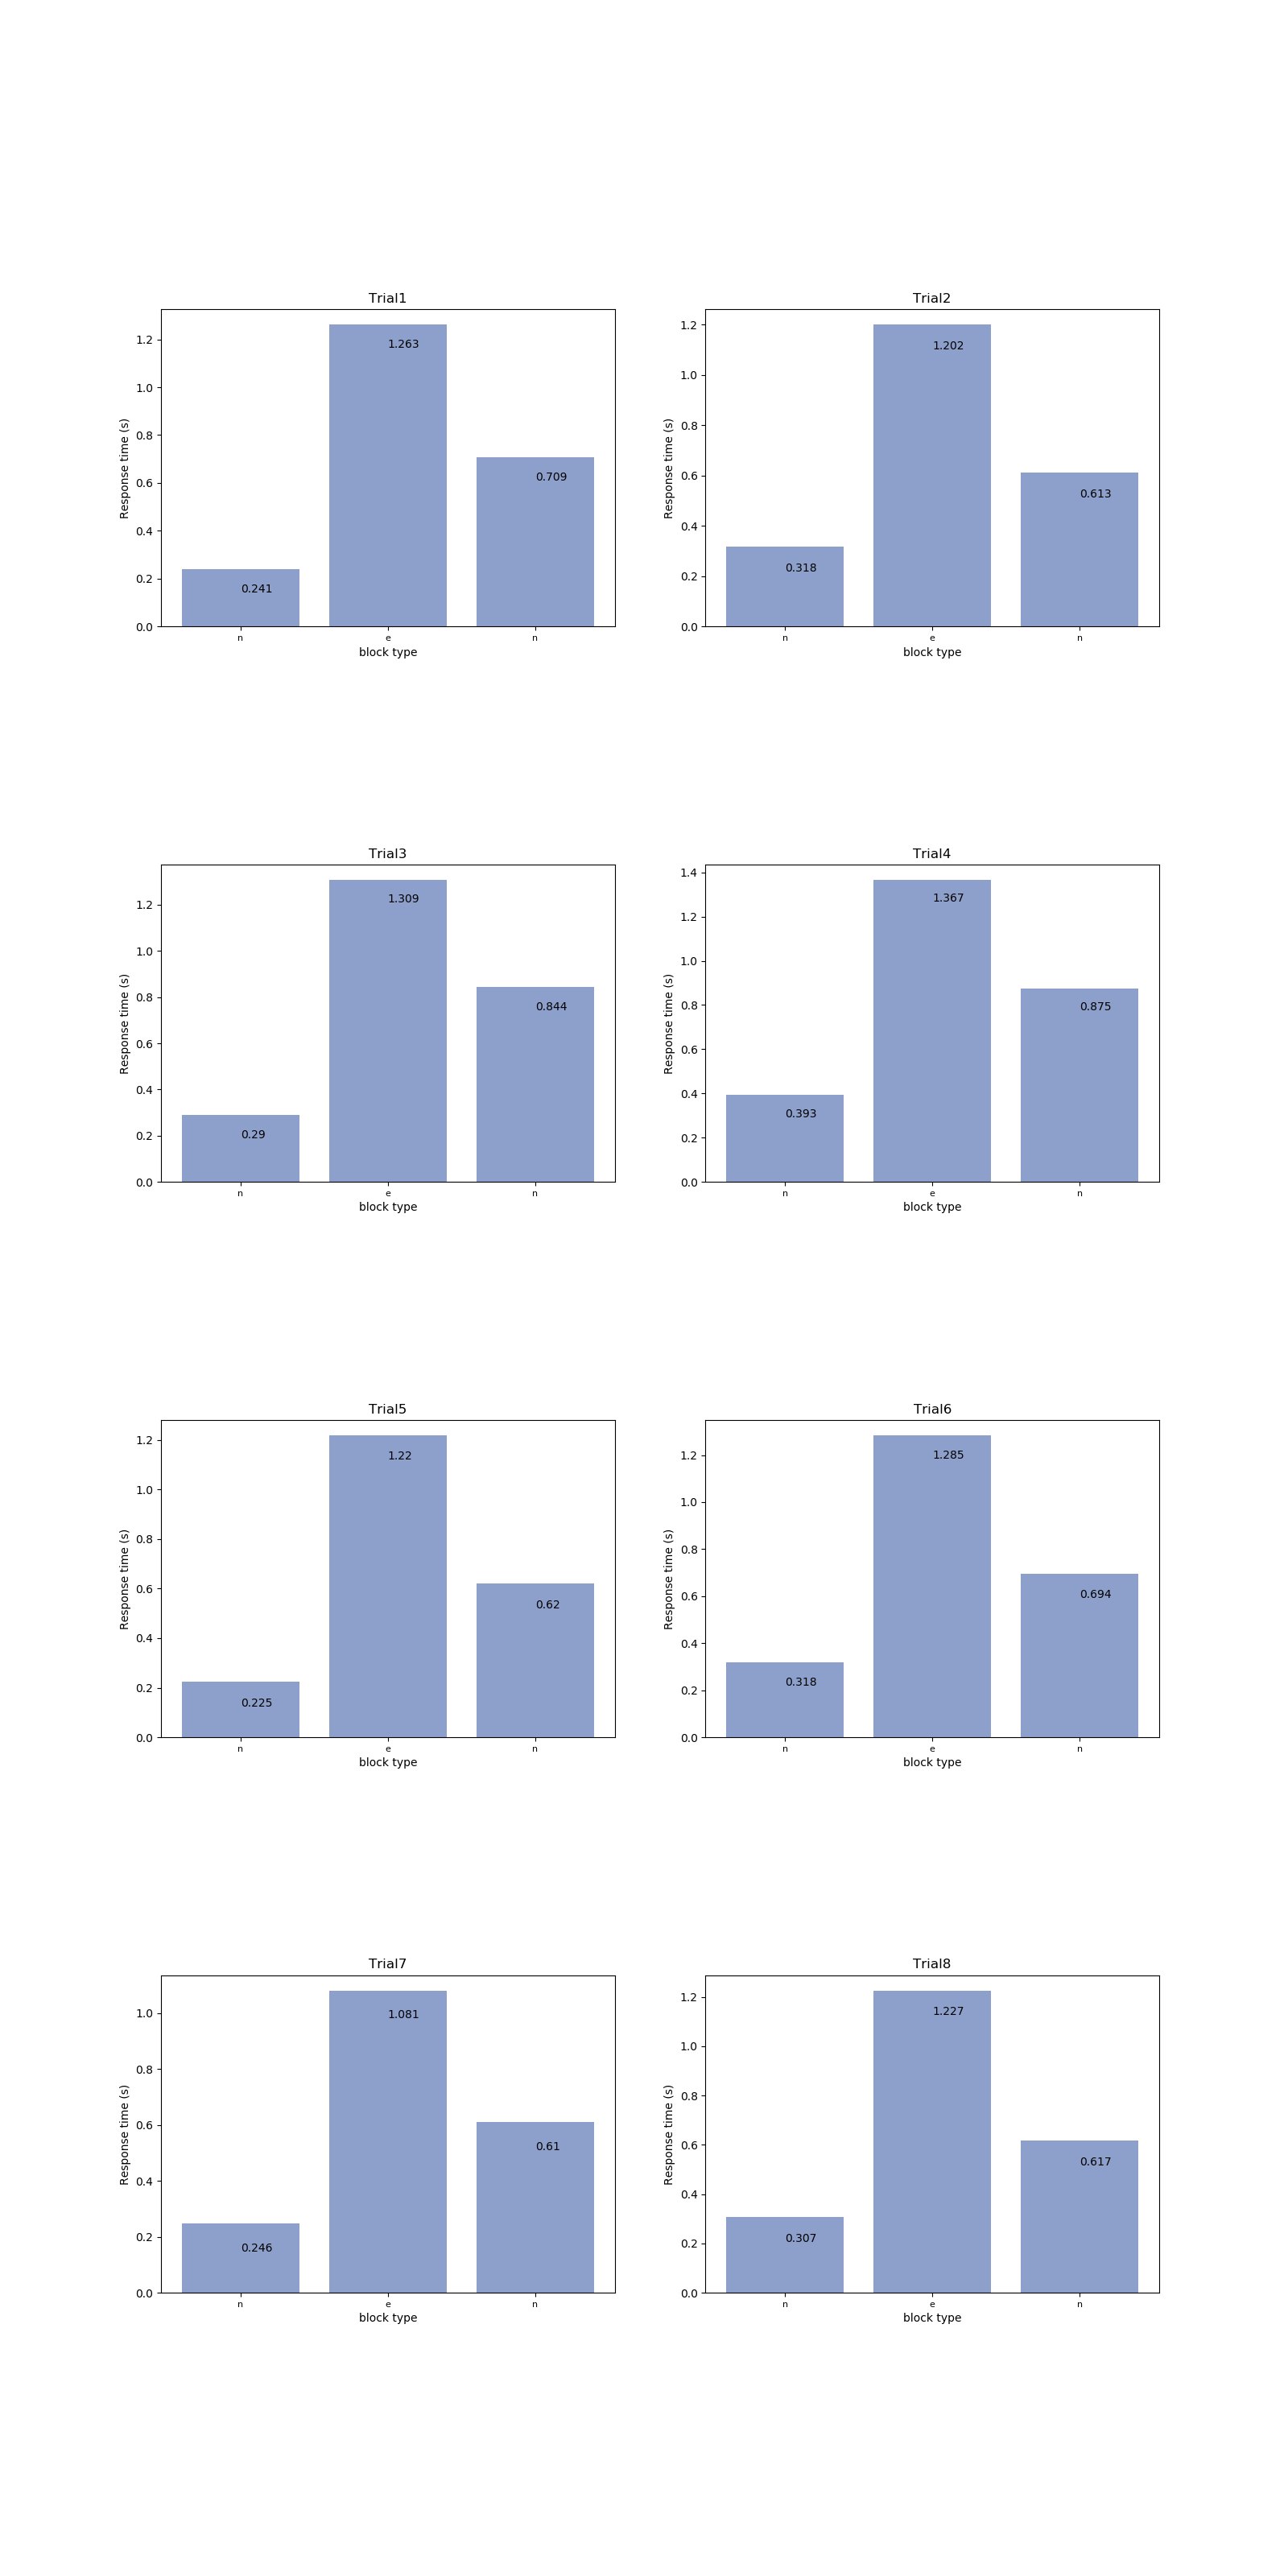 Trial1
Response time (s)
1.2
1.0
0.8
0.6
0.4
0.2
0.0
1.263
0.709
0.241
n e n
block type
Trial2
Response time (s)
1.2
1.0
0.8
0.6
0.4
0.2
0.0
1.202
0.613
0.318
n e n
block type
Trial3
Response time (s)
1.2
1.0
0.8
0.6
0.4
0.2
0.0
1.309
0.844
0.29
n e n
block type
Trial4
Response time (s)
1.4
1.2
1.0
0.8
0.6
0.4
0.2
0.0
1.367
0.875
0.393
n e n
block type
Trial5
Response time (s)
1.2
1.0
0.8
0.6
0.4
0.2
0.0
1.22
0.62
0.225
n e n
block type
Trial6
Response time (s)
1.2
1.0
0.8
0.6
0.4
0.2
0.0
1.285
0.694
0.318
n e n
block type
Trial7
Response time (s)
1.0
0.8
0.6
0.4
0.2
0.0
1.081
0.61
0.246
n e n
block type
Trial8
Response time (s)
1.2
1.0
0.8
0.6
0.4
0.2
0.0
1.227
0.617
0.307
n e n
block type